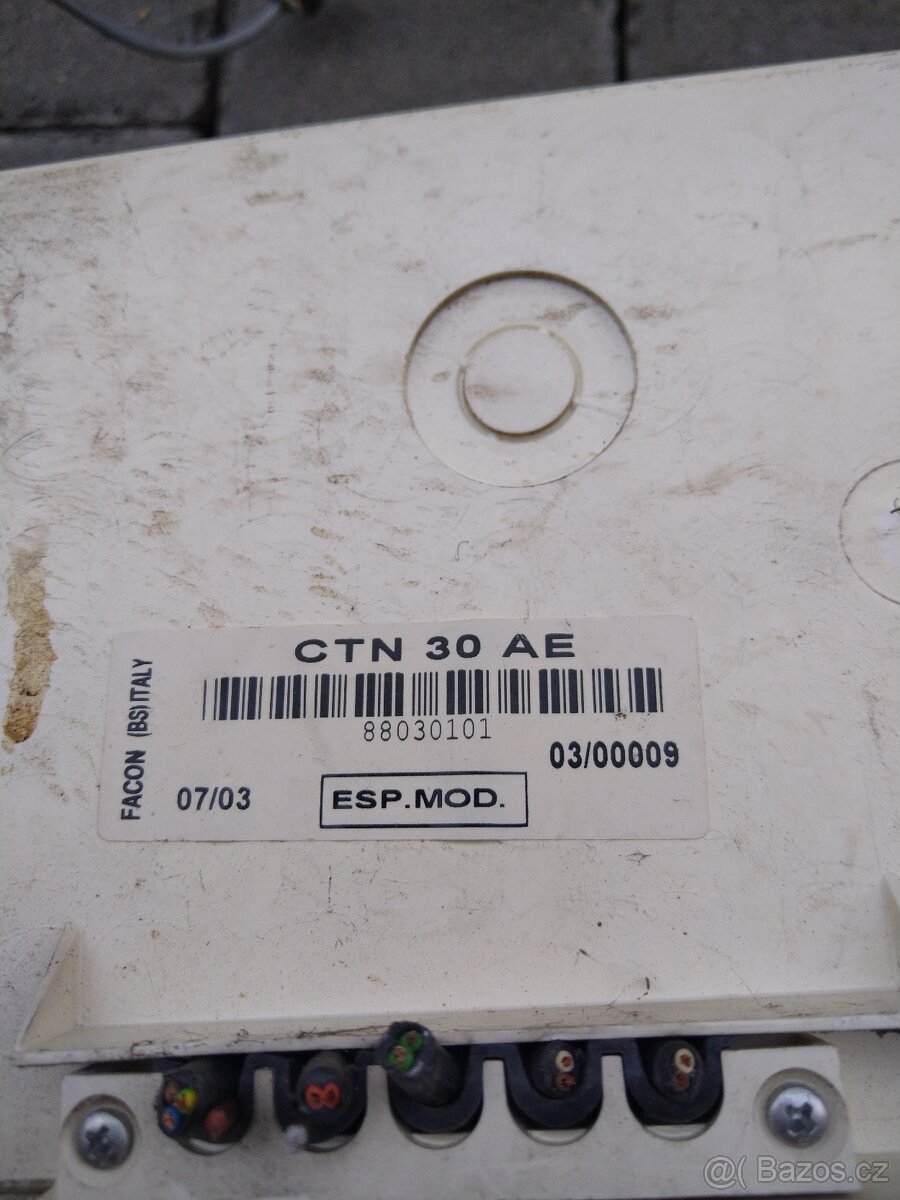 CTN 30 AE
FACON (BS) ITALY
88030101
03/00009
07/03
ESP.MOD.
@( Bazos.cz